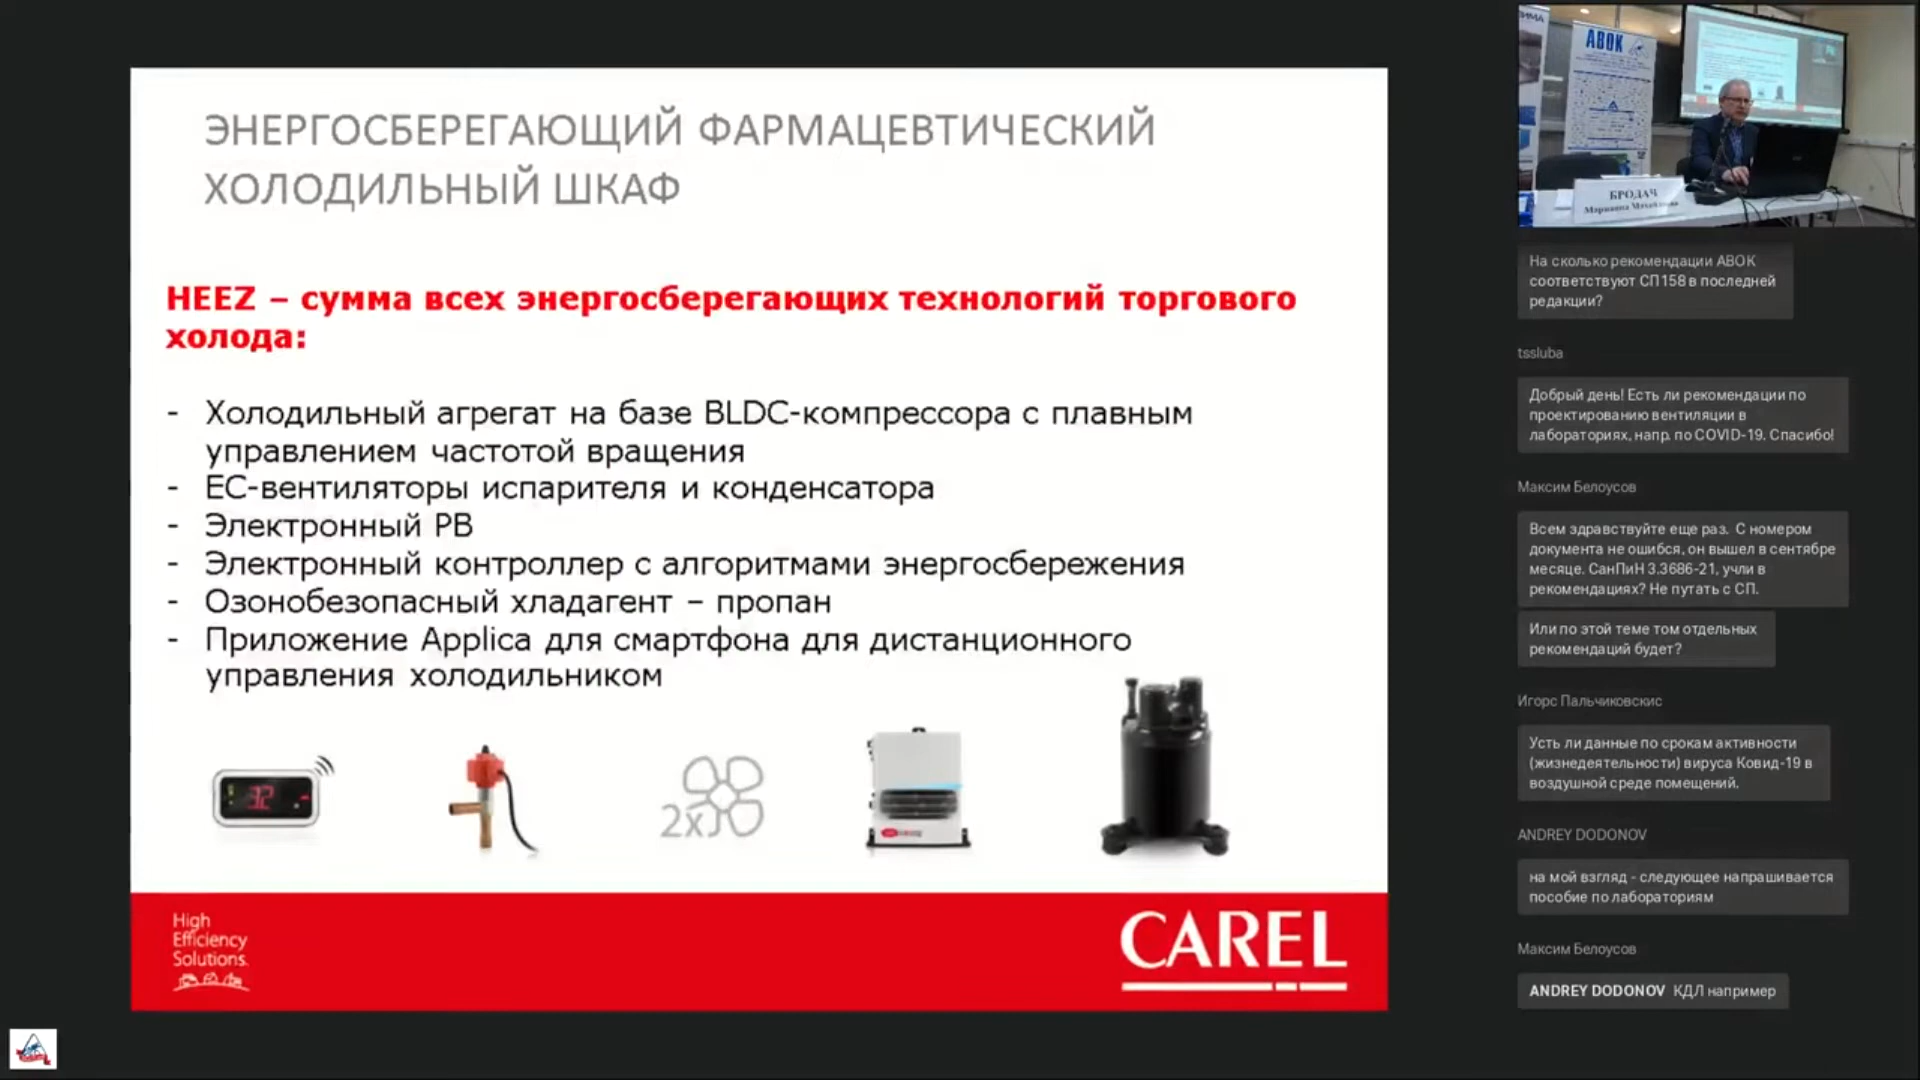 ЭНЕРГОСБЕРЕГАЮЩИЙ ФАРМАЦЕВТИЧЕСКИЙ
ХОЛОДИЛЬНЫЙ ШКАФ
HEEZ – сумма всех энергосберегающих технологий торгового
холода:
- Холодильный агрегат на базе BLDC-компрессора с плавным
управлением частотой вращения
- ЕС-вентиляторы испарителя и конденсатора
- Электронный РВ
- Электронный контроллер с алгоритмами энергосбережения
- Озонобезопасный хладагент – пропан
- Приложение Applica для смартфона для дистанционного
управления холодильником
32
2x
High
Efficiency
Solutions.
CAREL
АВОК
БРОДАЧ
На сколько рекомендации АВОК
соответствуют СП158 в последней
редакции?
tssluba
Добрый день! Есть ли рекомендации по
проектированию вентиляции в
лабораториях, напр. по COVID-19. Спасибо!
Максим Белоусов
Всем здравствуйте еще раз. С номером
документа не ошибся, он вышел в сентябре
месяце. СанПиН 3.3686-21, учли в
рекомендациях? Не путать с СП.
Или по этой теме том отдельных
рекомендаций будет?
Игорс Пальчиковскис
Усть ли данные по срокам активности
(жизнедеятельности) вируса Ковид-19 в
воздушной среде помещений.
ANDREY DODONOV
на мой взгляд - следующее напрашивается
пособие по лабораториям
Максим Белоусов
ANDREY DODONOV КДЛ например